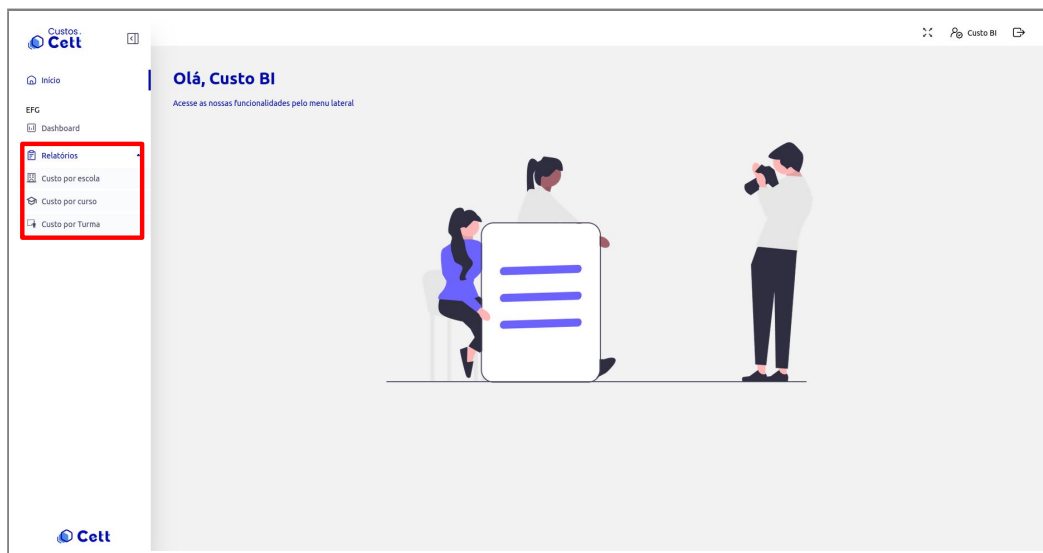 Custos.
Cett
Custo BI
Início
Olá, Custo BI
Acesse as nossas funcionalidades pelo menu lateral
EFG
Dashboard
Relatórios
Custo por escola
Custo por curso
Custo por Turma
Cett